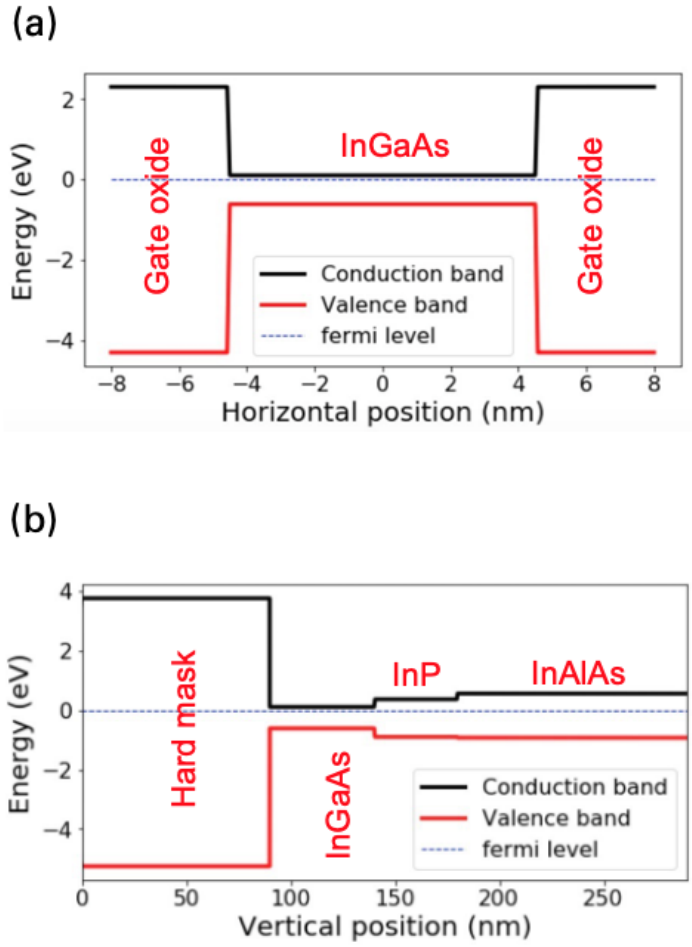 (a)
2
0
−2
−4
Energy (eV)
Gate oxide
InGaAs
Gate oxide
Conduction band
Valence band
fermi level
−8 −6 −4 −2 0 2 4 6 8
Horizontal position (nm)
(b)
4
2
0
−2
−4
Energy (eV)
Hard mask
InGaAs
InP
InAlAs
Conduction band
Valence band
fermi level
0 50 100 150 200 250
Vertical position (nm)